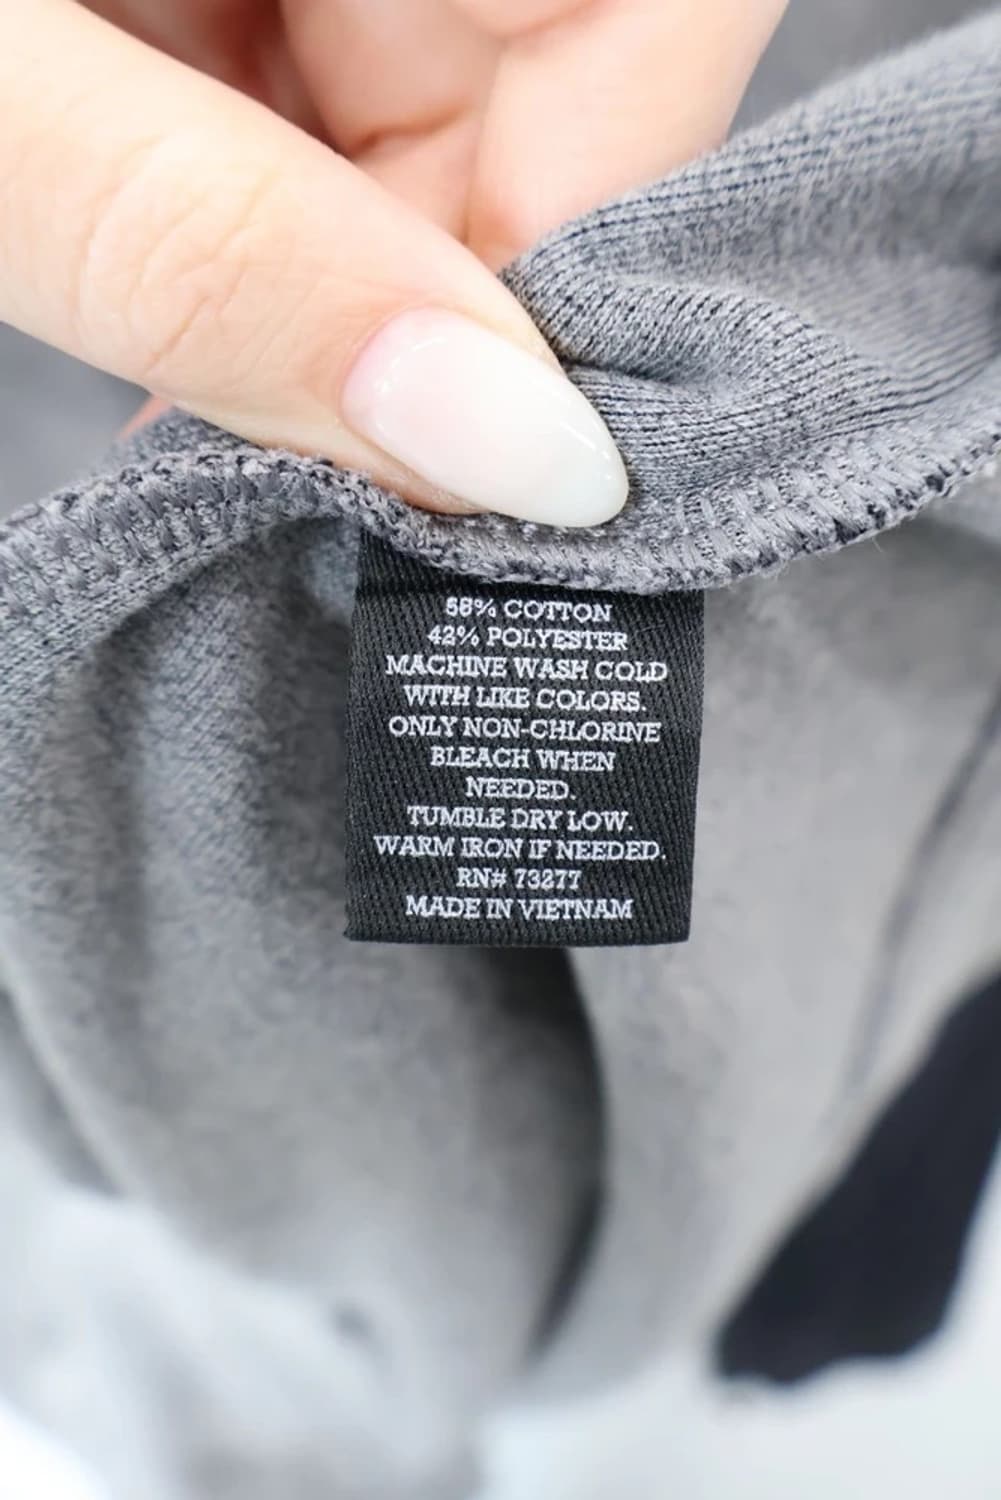 58% COTTON
42% POLYESTER
MACHINE WASH COLD
WITH LIKE COLORS.
ONLY NON-CHLORINE
BLEACH WHEN
NEEDED.
TUMBLE DRY LOW.
WARM IRON IF NEEDED.
RN# 73277
MADE IN VIETNAM